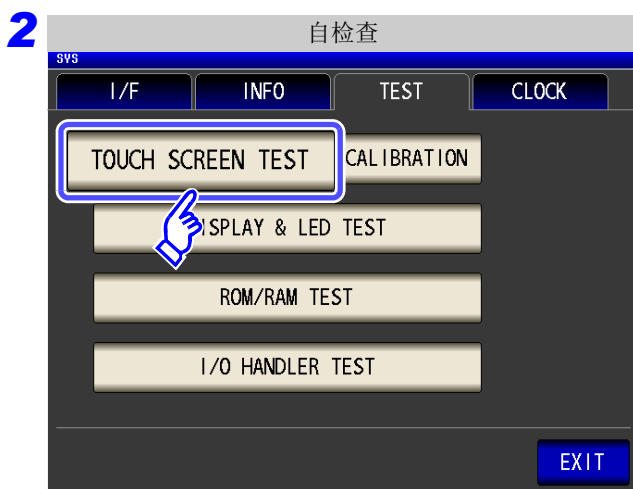 2
自检查
SYS
I/F INFO TEST CLOCK
TOUCH SCREEN TEST CALIBRATION
ISPLAY & LED TEST
ROM/RAM TEST
I/O HANDLER TEST
EXIT